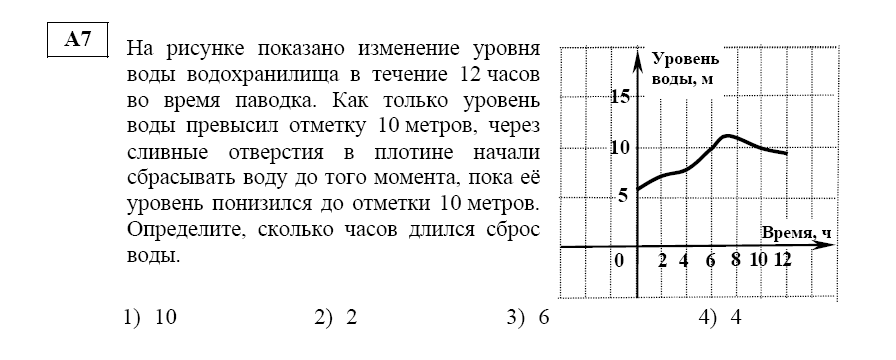 А7
На рисунке показано изменение уровня
воды водохранилища в течение 12 часов
во время паводка. Как только уровень
воды превысил отметку 10 метров, через
сливные отверстия в плотине начали
сбрасывать воду до того момента, пока её
уровень понизился до отметки 10 метров.
Определите, сколько часов длился сброс
воды.
Уровень
воды, м
15
10
5
Время, ч
0 2 4 6 8 10 12
1) 10 2) 2 3) 6 4) 4